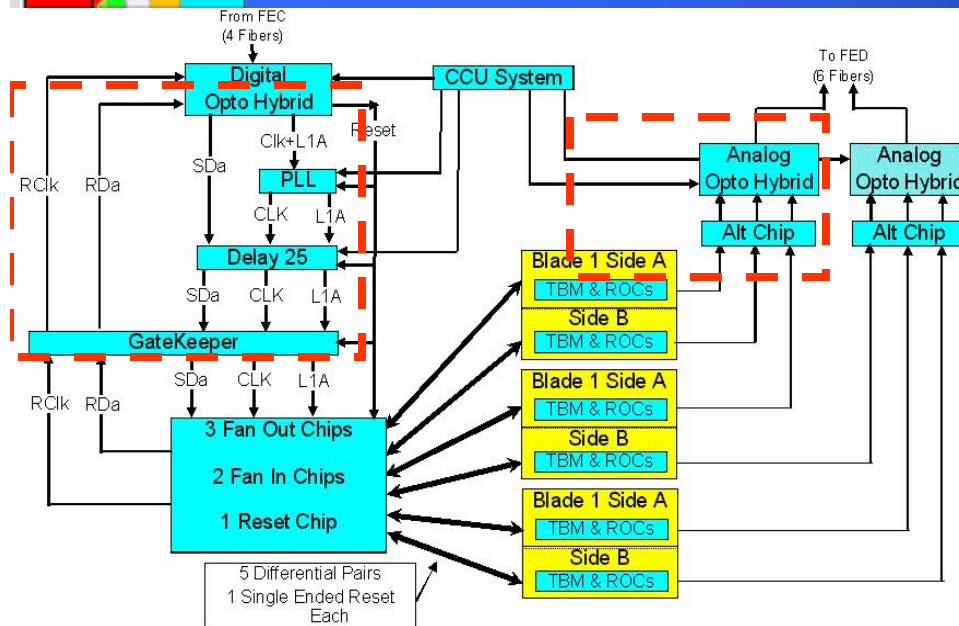 From FEC
(4 Fibers)
To FED
(6 Fibers)
Digital
Opto Hybrid
CCU System
Reset
Clk+L1A
SDa
RClk
RDa
PLL
CLK
L1A
Delay 25
SDa
CLK
L1A
GateKeeper
SDa
CLK
L1A
RClk
RDa
3 Fan Out Chips
2 Fan In Chips
1 Reset Chip
5 Differential Pairs
1 Single Ended Reset
Each
Analog
Opto Hybrid
Analog
Opto Hybrid
Alt Chip
Alt Chip
Blade 1 Side A
TBM & ROCs
Side B
TBM & ROCs
Blade 1 Side A
TBM & ROCs
Side B
TBM & ROCs
Blade 1 Side A
TBM & ROCs
Side B
TBM & ROCs